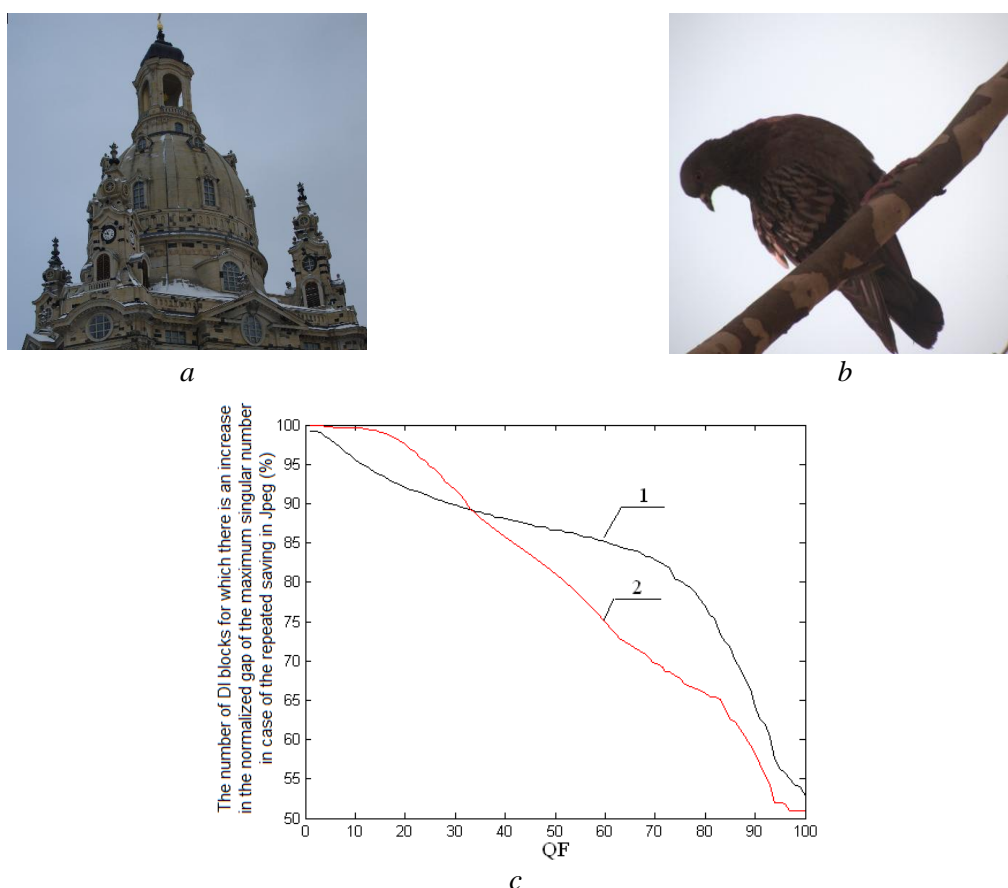 a
b
The number of DI blocks for which there is an increase
in the normalized gap of the maximum singular number
in case of the repeated saving in Jpeg (%)
100
95
90
85
80
75
70
65
60
55
50
1
2
0 10 20 30 40 50 60 70 80 90 100
QF
c